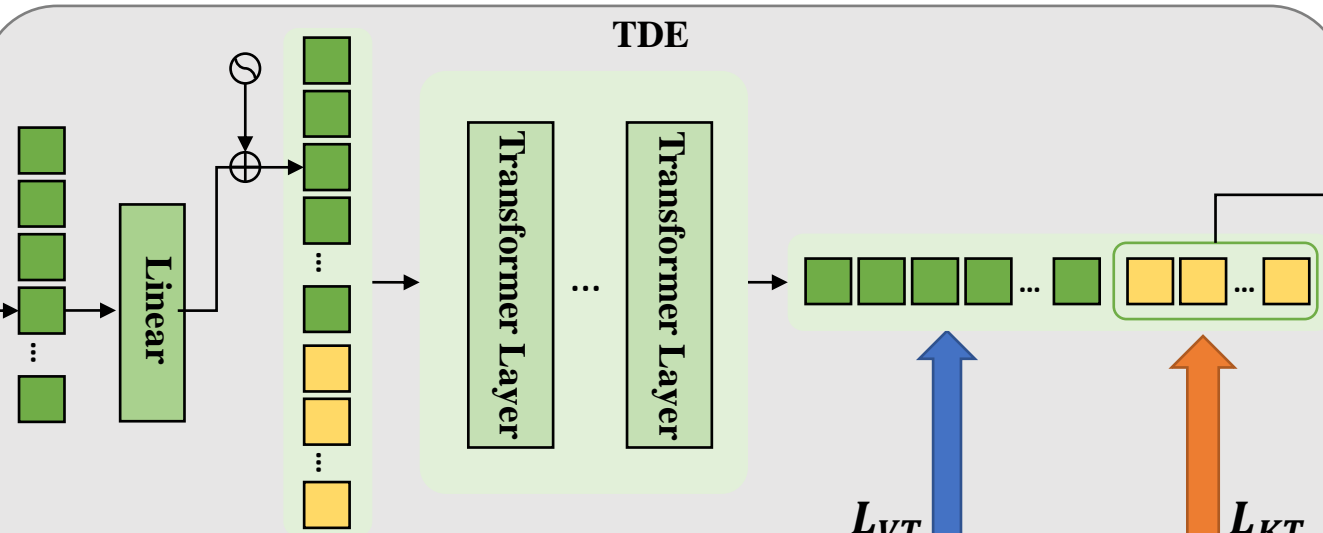 TDE
Linear
Transformer Layer
...
Transformer Layer
...
...
...
...
...
L_VT
L_KT